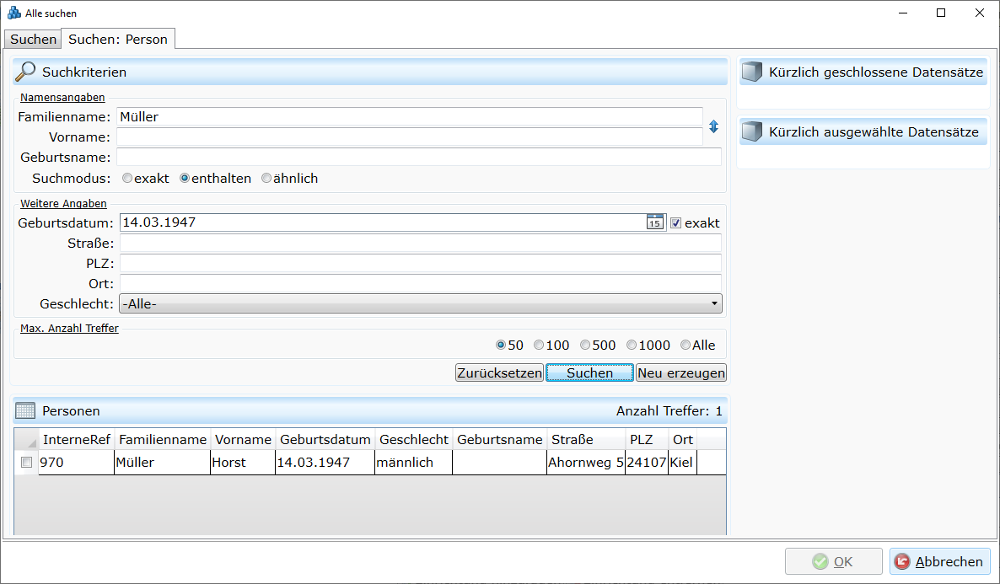 Alle suchen
Suchen Suchen: Person
Suchkriterien
Namensangaben
Familienname: Müller
Vorname:
Geburtsname:
Suchmodus: exakt enthalten ähnlich
Weitere Angaben
Geburtsdatum: 14.03.1947 15 exakt
Straße:
PLZ:
Ort:
Geschlecht: -Alle-
Max. Anzahl Treffer
50 100 500 1000 Alle
Zurücksetzen Suchen Neu erzeugen
Personen Anzahl Treffer: 1
InterneRef Familienname Vorname Geburtsdatum Geschlecht Geburtsname Straße PLZ Ort
970 Müller Horst 14.03.1947 männlich Ahornweg 5 24107 Kiel
Kürzlich geschlossene Datensätze
Kürzlich ausgewählte Datensätze
OK Abbrechen